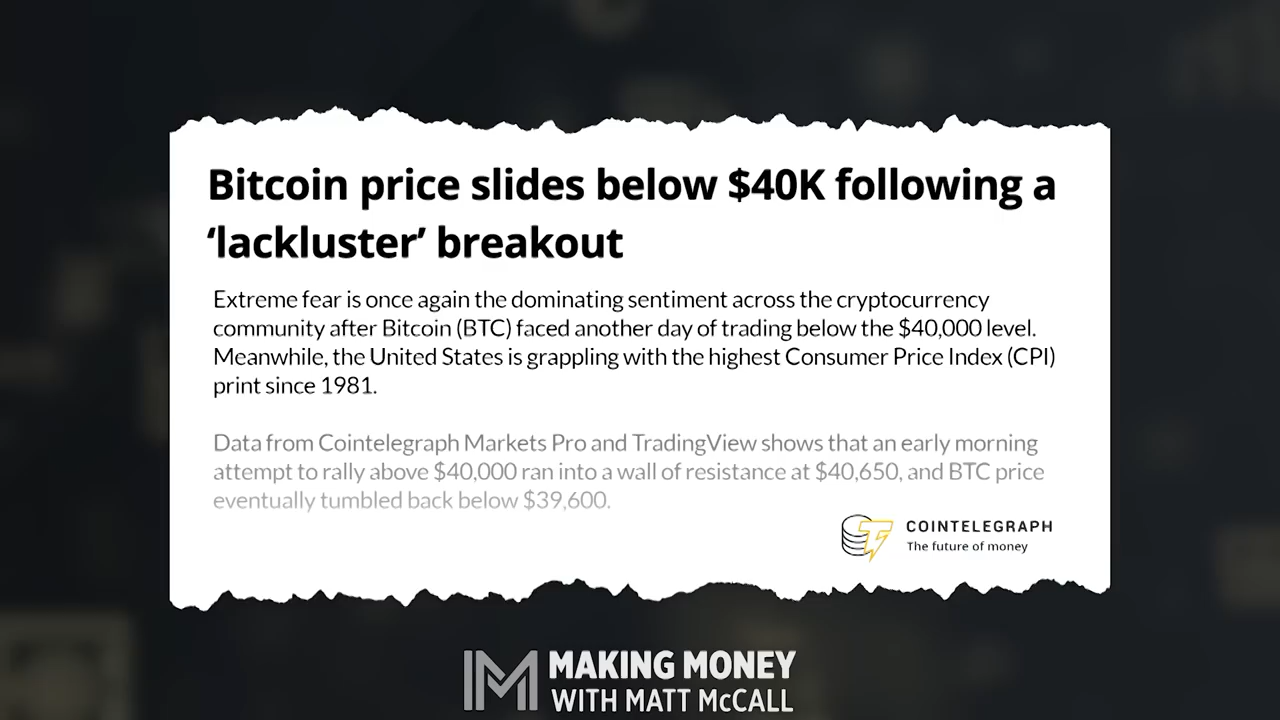 Bitcoin price slides below $40K following a
‘lackluster’ breakout
Extreme fear is once again the dominating sentiment across the cryptocurrency
community after Bitcoin (BTC) faced another day of trading below the $40,000 level.
Meanwhile, the United States is grappling with the highest Consumer Price Index (CPI)
print since 1981.
Data from Cointelegraph Markets Pro and TradingView shows that an early morning
attempt to rally above $40,000 ran into a wall of resistance at $40,650, and BTC price
eventually tumbled back below $39,600.
COINTELEGRAPH
The future of money
MAKING MONEY
WITH MATT McCALL